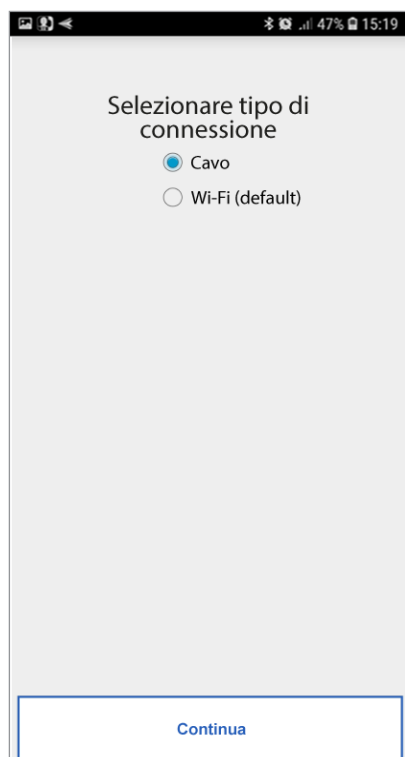 47% 15:19
Selezionare tipo di
connessione
Cavo
Wi-Fi (default)
Continua